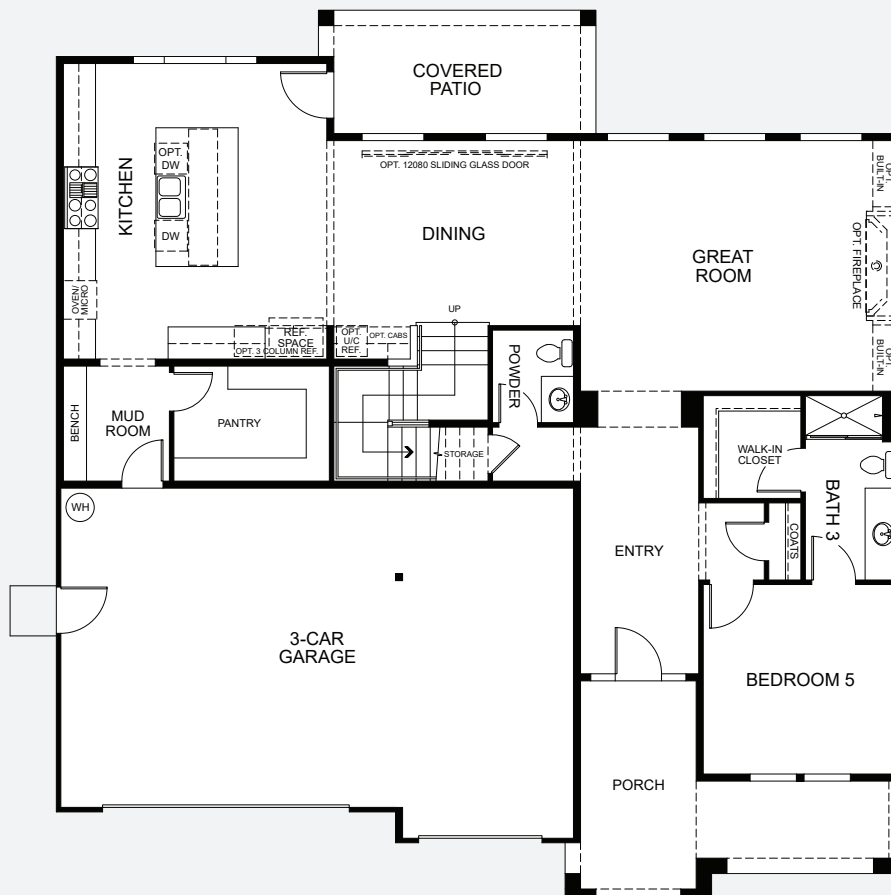 COVERED
PATIO
OPT.
DW
DW
KITCHEN
OVEN/
MICRO
REF.
SPACE
OPT. 3 COLUMN REF.
OPT. 12080 SLIDING GLASS DOOR
DINING
OPT.
U/C
REF.
OPT. CABS
UP
GREAT
ROOM
OPT.
BUILT-IN
OPT. FIREPLACE
OPT.
BUILT-IN
BENCH
MUD
ROOM
PANTRY
STORAGE
POWDER
WALK-IN
CLOSET
BATH 3
COATS
ENTRY
WH
3-CAR
GARAGE
BEDROOM 5
PORCH